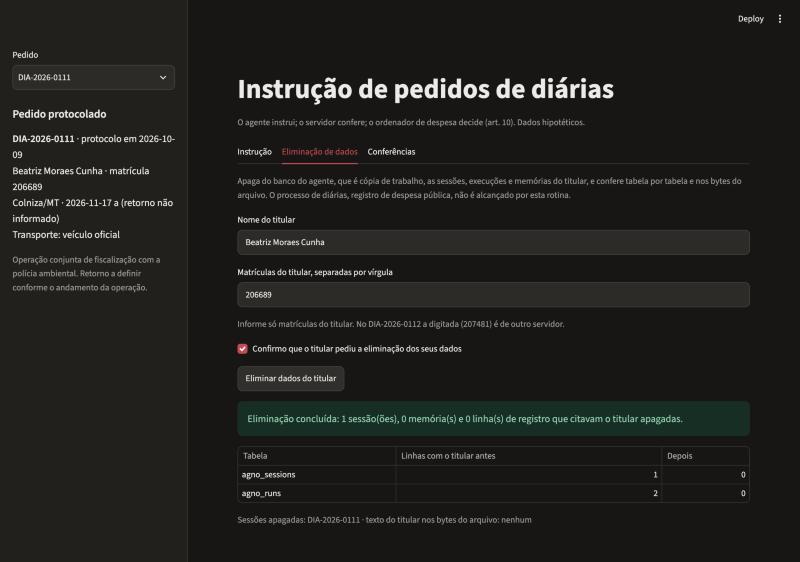 Deploy
Pedido
DIA-2026-0111
Pedido protocolado
DIA-2026-0111 · protocolo em 2026-10-
09
Beatriz Moraes Cunha · matrícula
206689
Colniza/MT · 2026-11-17 a (retorno não
informado)
Transporte: veículo oficial
Operação conjunta de fiscalização com a
polícia ambiental. Retorno a definir
conforme o andamento da operação.
Instrução de pedidos de diárias
O agente instrui; o servidor confere; o ordenador de despesa decide (art. 10). Dados hipotéticos.
Instrução Eliminação de dados Conferências
Apaga do banco do agente, que é cópia de trabalho, as sessões, execuções e memórias do titular, e confere tabela por tabela e nos bytes do
arquivo. O processo de diárias, registro de despesa pública, não é alcançado por esta rotina.
Nome do titular
Beatriz Moraes Cunha
Matrículas do titular, separadas por vírgula
206689
Informe só matrículas do titular. No DIA-2026-0112 a digitada (207481) é de outro servidor.
Confirmo que o titular pediu a eliminação dos seus dados
Eliminar dados do titular
Eliminação concluída: 1 sessão(ões), 0 memória(s) e 0 linha(s) de registro que citavam o titular apagadas.
Tabela Linhas com o titular antes Depois
agno_sessions 1 0
agno_runs 2 0
Sessões apagadas: DIA-2026-0111 · texto do titular nos bytes do arquivo: nenhum